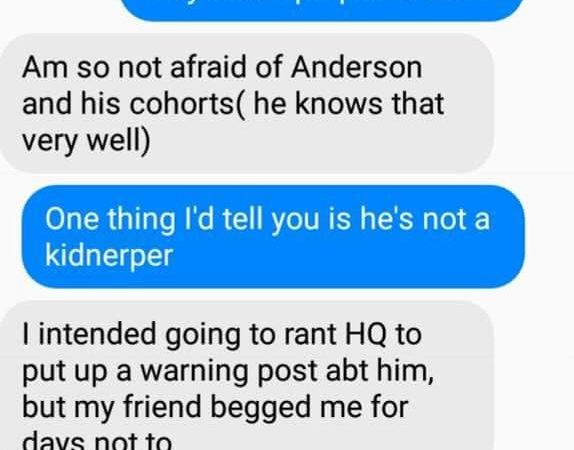 Am so not afraid of Anderson
and his cohorts( he knows that
very well)
One thing I'd tell you is he's not a
kidnerper
I intended going to rant HQ to
put up a warning post abt him,
but my friend begged me for
days not to